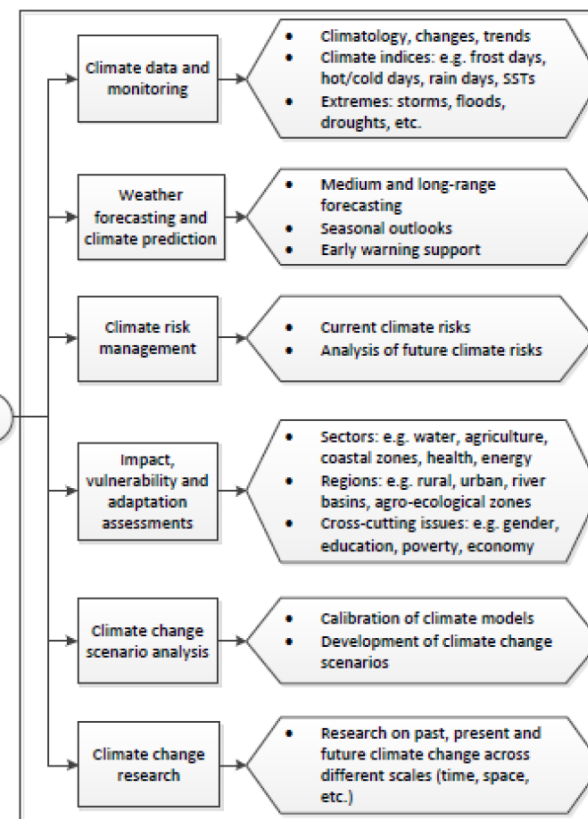 Climate data and
monitoring
• Climatology, changes, trends
• Climate indices: e.g. frost days,
hot/cold days, rain days, SSTs
• Extremes: storms, floods,
droughts, etc.
Weather
forecasting and
climate prediction
• Medium and long-range
forecasting
• Seasonal outlooks
• Early warning support
Climate risk
management
• Current climate risks
• Analysis of future climate risks
Impact,
vulnerability and
adaptation
assessments
• Sectors: e.g. water, agriculture,
coastal zones, health, energy
• Regions: e.g. rural, urban, river
basins, agro-ecological zones
• Cross-cutting issues: e.g. gender,
education, poverty, economy
Climate change
scenario analysis
• Calibration of climate models
• Development of climate change
scenarios
Climate change
research
• Research on past, present and
future climate change across
different scales (time, space,
etc.)